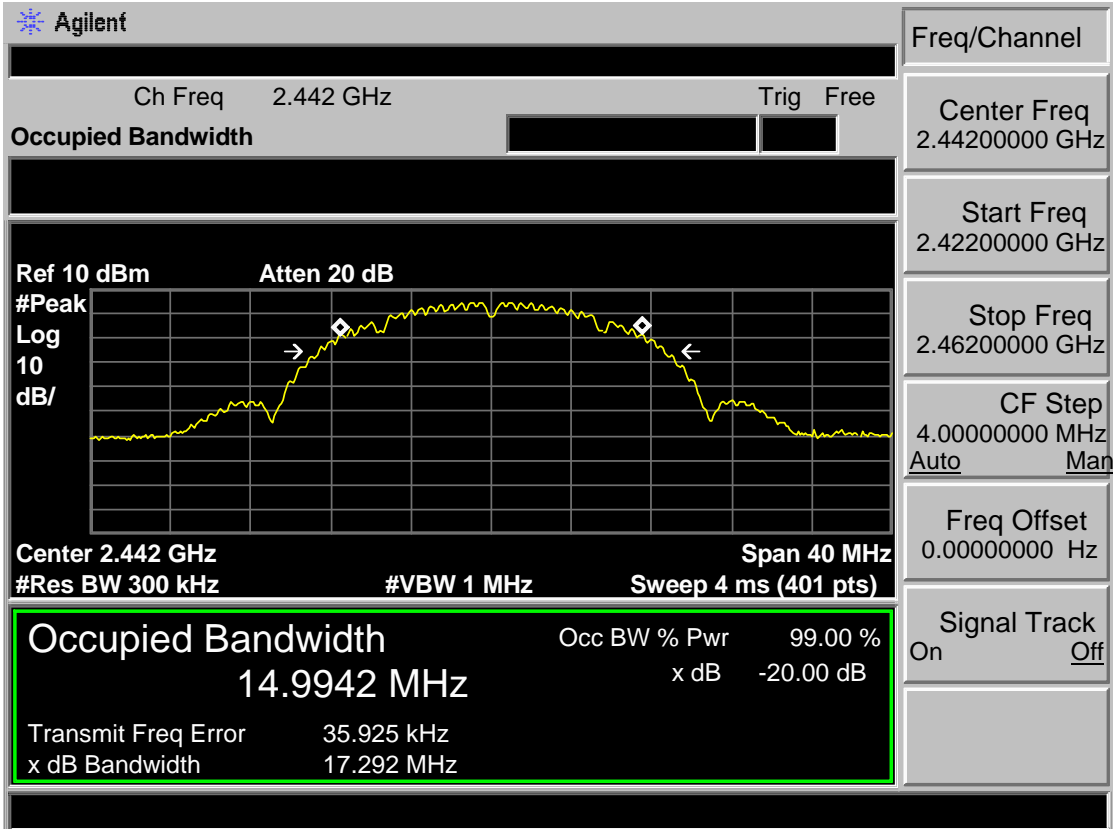 Agilent
Freq/Channel
Ch Freq 2.442 GHz Trig Free
Occupied Bandwidth
Center Freq
2.44200000 GHz
Start Freq
2.42200000 GHz
Stop Freq
2.46200000 GHz
CF Step
4.00000000 MHz
Auto Man
Freq Offset
0.00000000 Hz
Signal Track
On Off
Ref 10 dBm Atten 20 dB
#Peak
Log
10
dB/
Center 2.442 GHz Span 40 MHz
#Res BW 300 kHz #VBW 1 MHz Sweep 4 ms (401 pts)
Occupied Bandwidth
14.9942 MHz
Occ BW % Pwr 99.00 %
x dB -20.00 dB
Transmit Freq Error 35.925 kHz
x dB Bandwidth 17.292 MHz